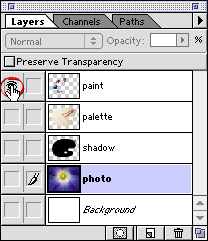 Layers Channels Paths
Normal Opacity: %
Preserve Transparency
paint
palette
shadow
photo
Background